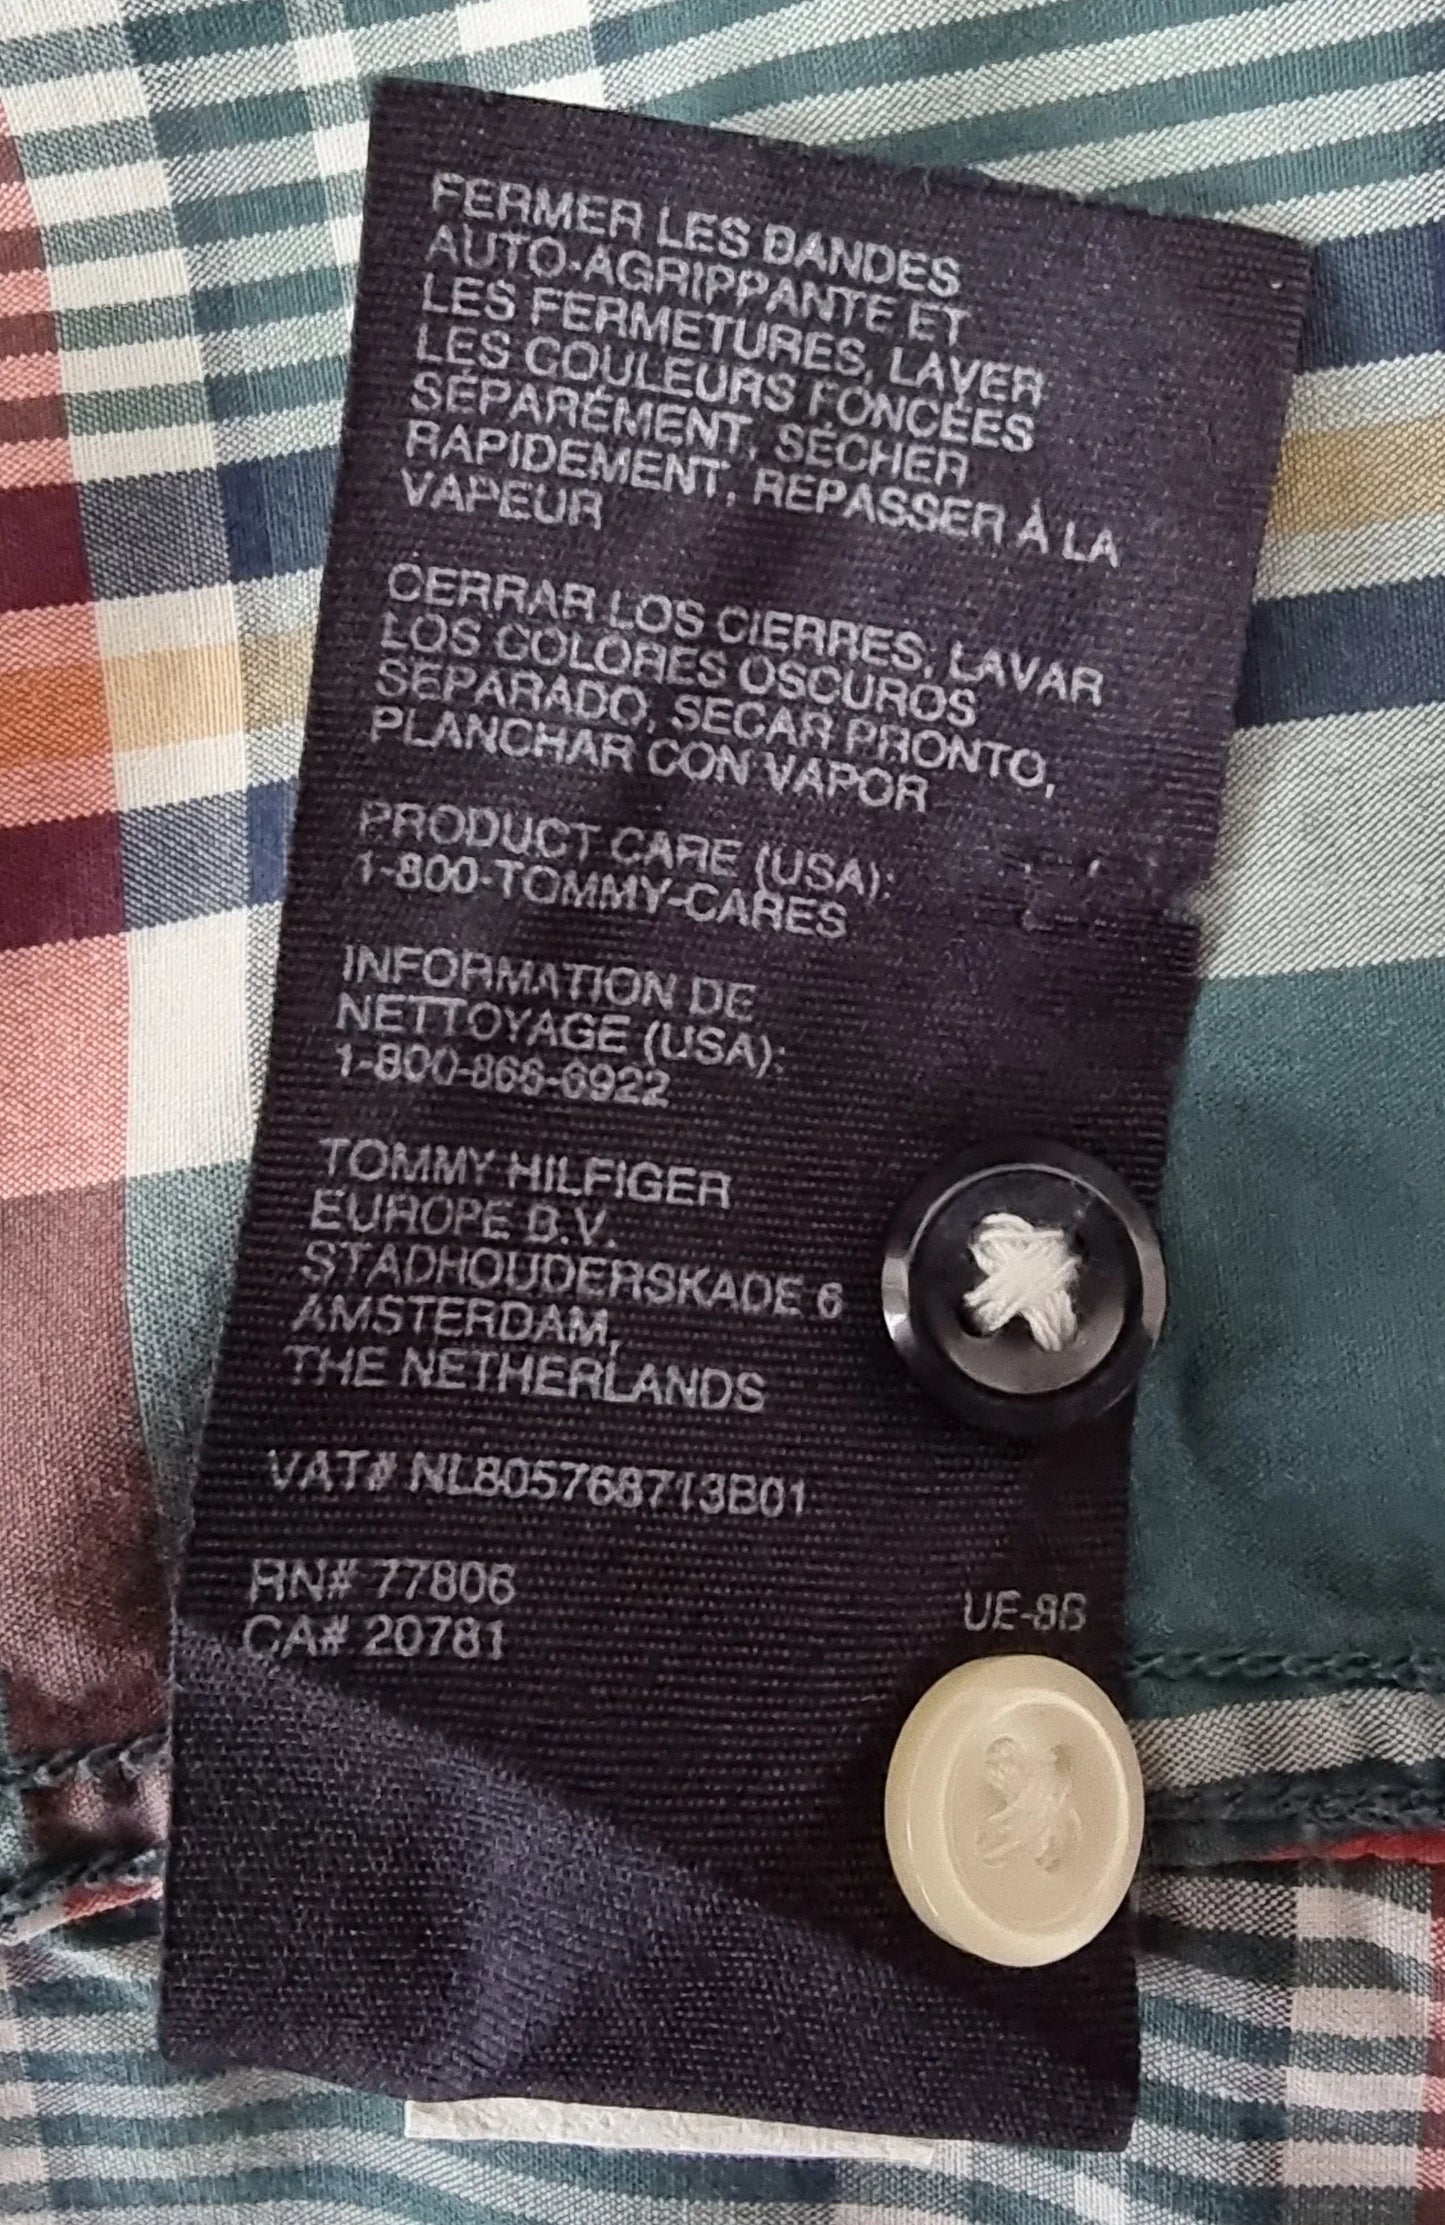 FERMER LES BANDES
AUTO-AGRIPPANTE ET
LES FERMETURES, LAVER
LES COULEURS FONCÉES
SÉPARÉMENT, SÉCHER
RAPIDEMENT, REPASSER À LA
VAPEUR
CERRAR LOS CIERRES, LAVAR
LOS COLORES OSCUROS
SEPARADO, SECAR PRONTO,
PLANCHAR CON VAPOR
PRODUCT CARE (USA):
1-800-TOMMY-CARES
INFORMATION DE
NETTOYAGE (USA):
1-800-866-6922
TOMMY HILFIGER
EUROPE B.V.
STADHOUDERSKADE 6
AMSTERDAM,
THE NETHERLANDS
VAT# NL805768713B01
RN# 77806
CA# 20781
UE-8B